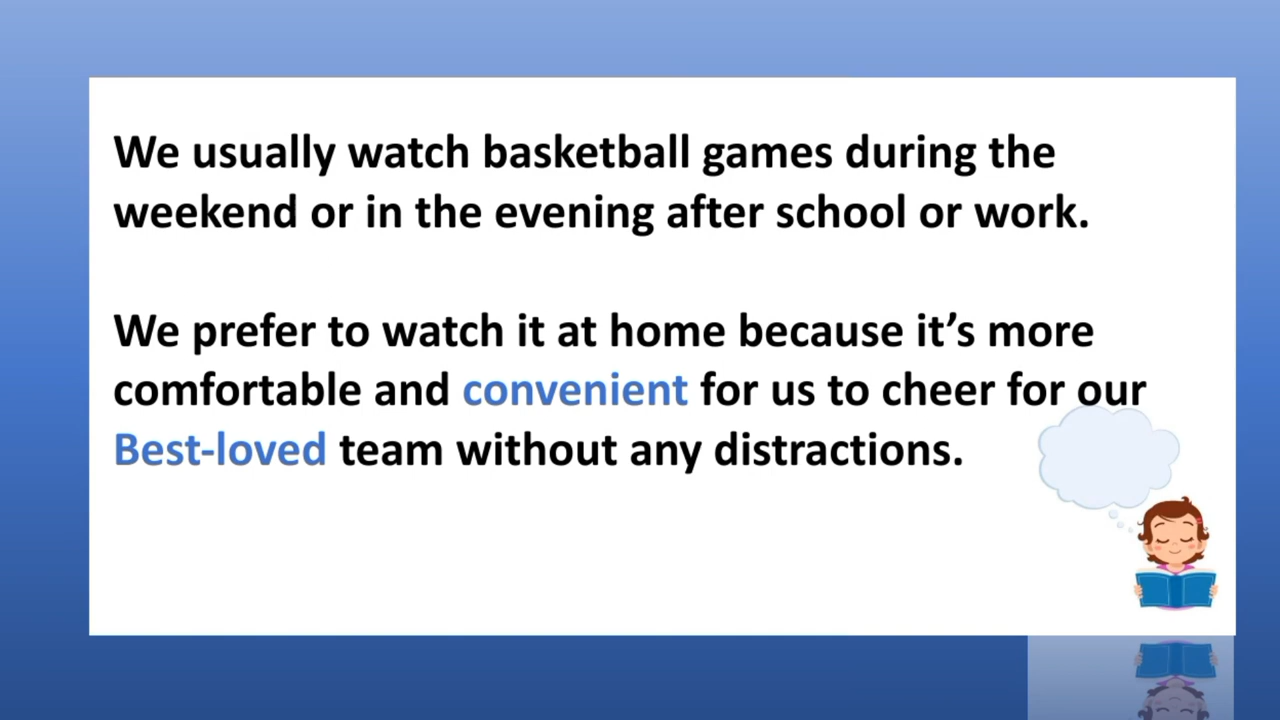 We usually watch basketball games during the
weekend or in the evening after school or work.
We prefer to watch it at home because it’s more
comfortable and convenient for us to cheer for our
Best-loved team without any distractions.